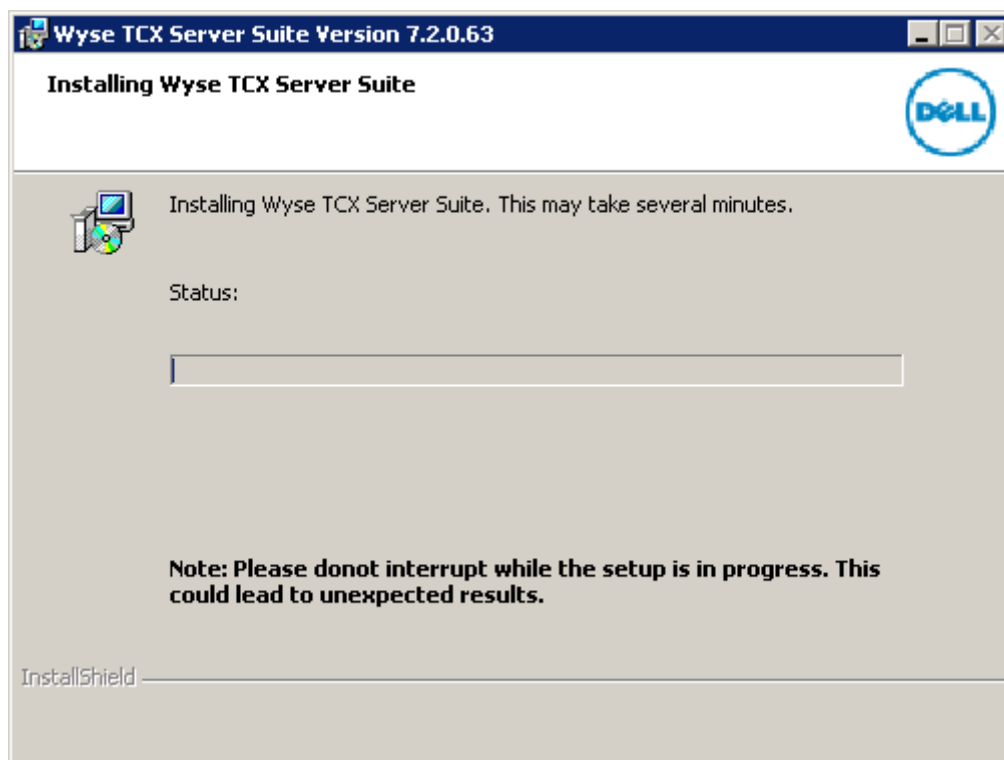 Wyse TCX Server Suite Version 7.2.0.63
Installing Wyse TCX Server Suite
DELL
Installing Wyse TCX Server Suite. This may take several minutes.
Status:
Note: Please donot interrupt while the setup is in progress. This
could lead to unexpected results.
InstallShield